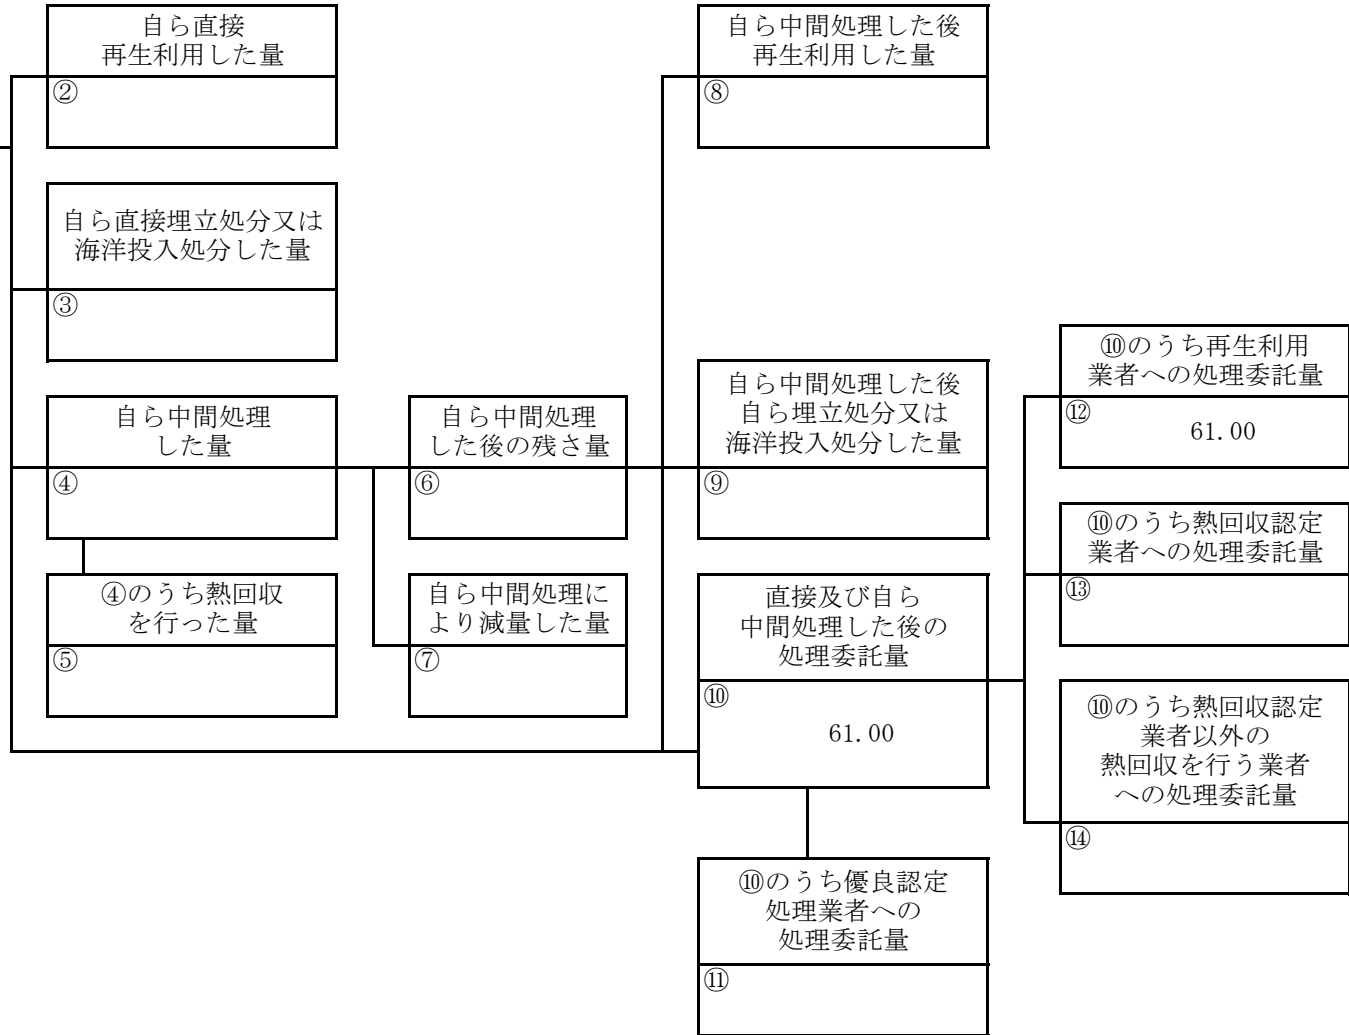 自ら直接
再生利用した量
②
自ら直接埋立処分又は
海洋投入処分した量
③
自ら中間処理
した量
④
④のうち熱回収
を行った量
⑤
自ら中間処理
した後の残さ量
⑥
自ら中間処理に
より減量した量
⑦
自ら中間処理した後
再生利用した量
⑧
自ら中間処理した後
自ら埋立処分又は
海洋投入処分した量
⑨
直接及び自ら
中間処理した後の
処理委託量
⑩
61.00
⑩のうち優良認定
処理業者への
処理委託量
⑪
⑩のうち再生利用
業者への処理委託量
⑫
61.00
⑩のうち熱回収認定
業者への処理委託量
⑬
⑩のうち熱回収認定
業者以外の
熱回収を行う業者
への処理委託量
⑭